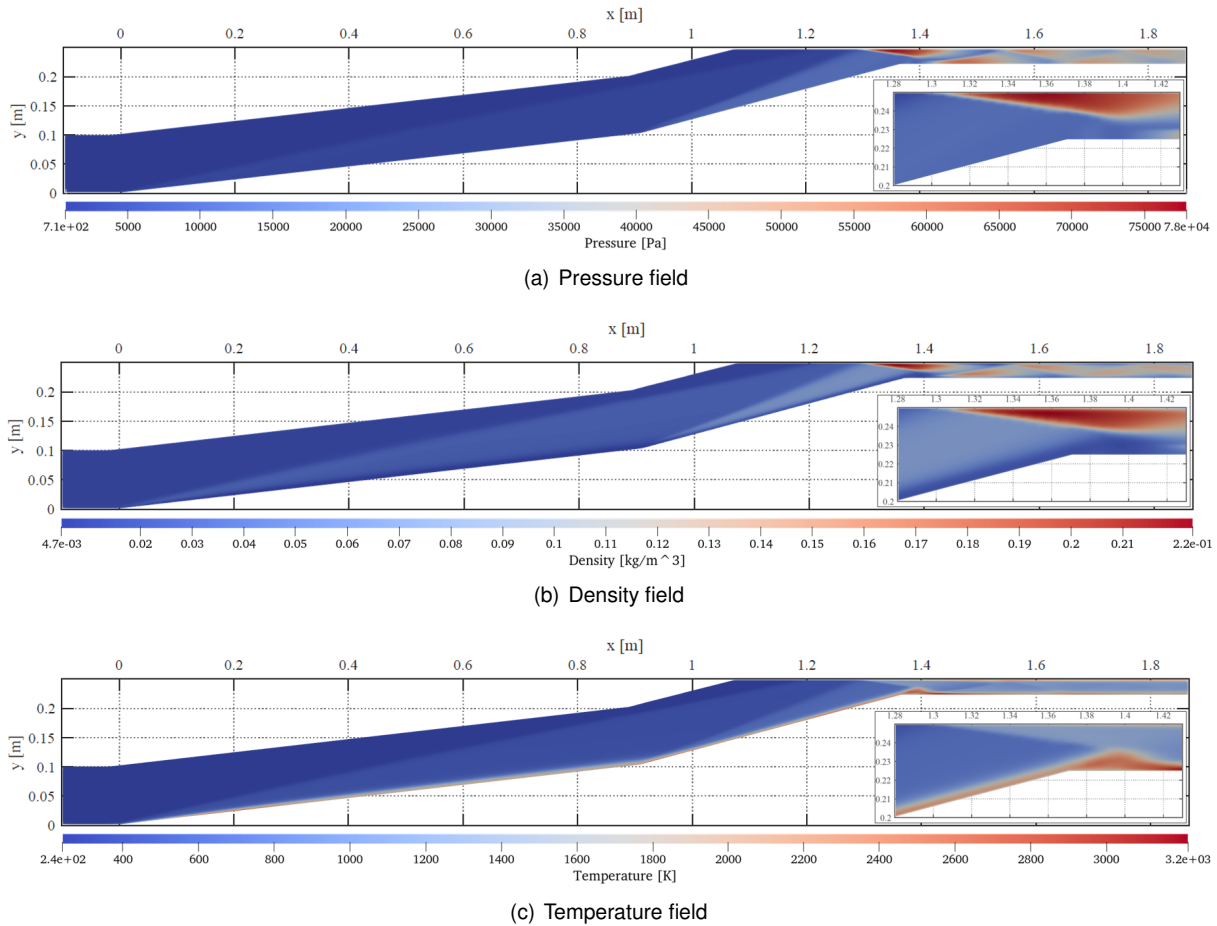 x [m]
0 0.2 0.4 0.6 0.8 1 1.2 1.4 1.6 1.8
y [m]
0.2
0.15
0.1
0.05
0
1.28 1.3 1.32 1.34 1.36 1.38 1.4 1.42
0.24
0.23
0.22
0.21
0.2
7.1e+02 5000 10000 15000 20000 25000 30000 35000 40000 45000 50000 55000 60000 65000 70000 75000 7.8e+04
Pressure [Pa]
(a) Pressure field
x [m]
0 0.2 0.4 0.6 0.8 1 1.2 1.4 1.6 1.8
y [m]
0.2
0.15
0.1
0.05
0
1.28 1.3 1.32 1.34 1.36 1.38 1.4 1.42
0.24
0.23
0.22
0.21
0.2
4.7e-03 0.02 0.03 0.04 0.05 0.06 0.07 0.08 0.09 0.1 0.11 0.12 0.13 0.14 0.15 0.16 0.17 0.18 0.19 0.2 0.21 2.2e-01
Density [kg/m^3]
(b) Density field
x [m]
0 0.2 0.4 0.6 0.8 1 1.2 1.4 1.6 1.8
y [m]
0.2
0.15
0.1
0.05
0
1.28 1.3 1.32 1.34 1.36 1.38 1.4 1.42
0.24
0.23
0.22
0.21
0.2
2.4e+02 400 600 800 1000 1200 1400 1600 1800 2000 2200 2400 2600 2800 3000 3.2e+03
Temperature [K]
(c) Temperature field